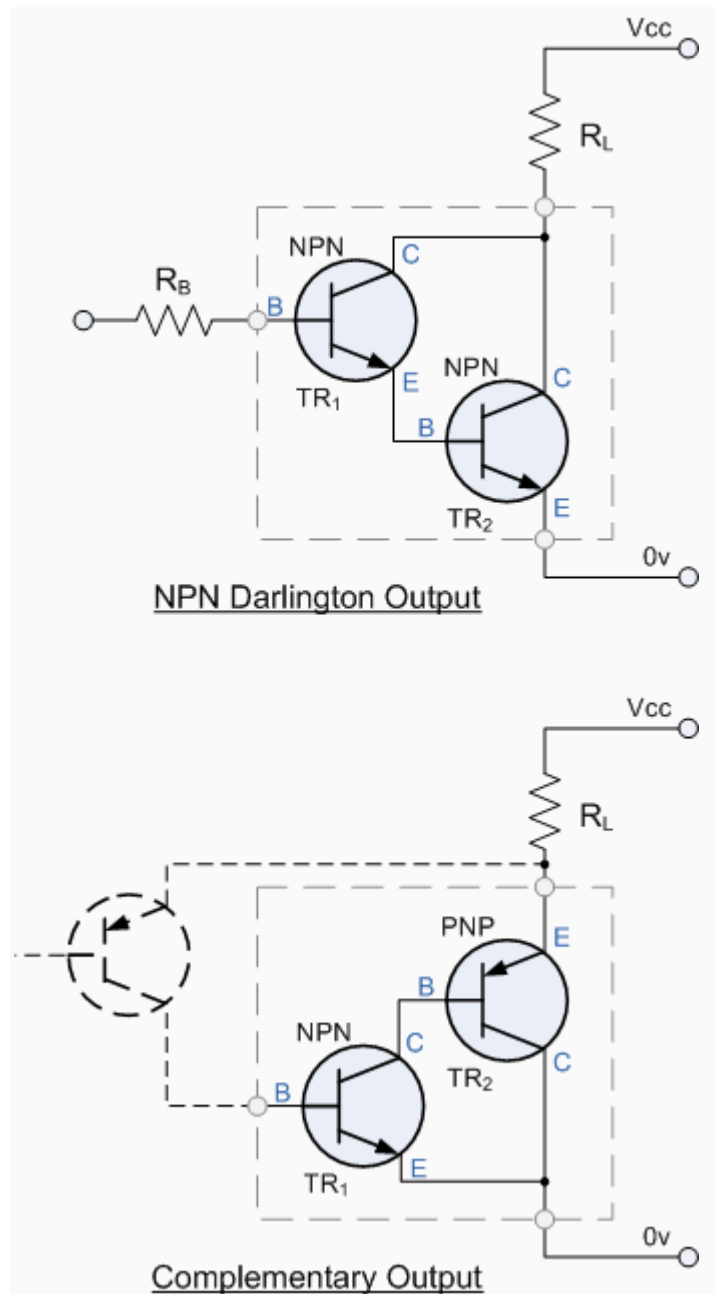 Vcc
RL
NPN
C
RB
B
TR1
E
NPN
C
B
TR2
E
0v
NPN Darlington Output
Vcc
RL
PNP
E
B
NPN
C
TR2
C
B
TR1
E
0v
Complementary Output